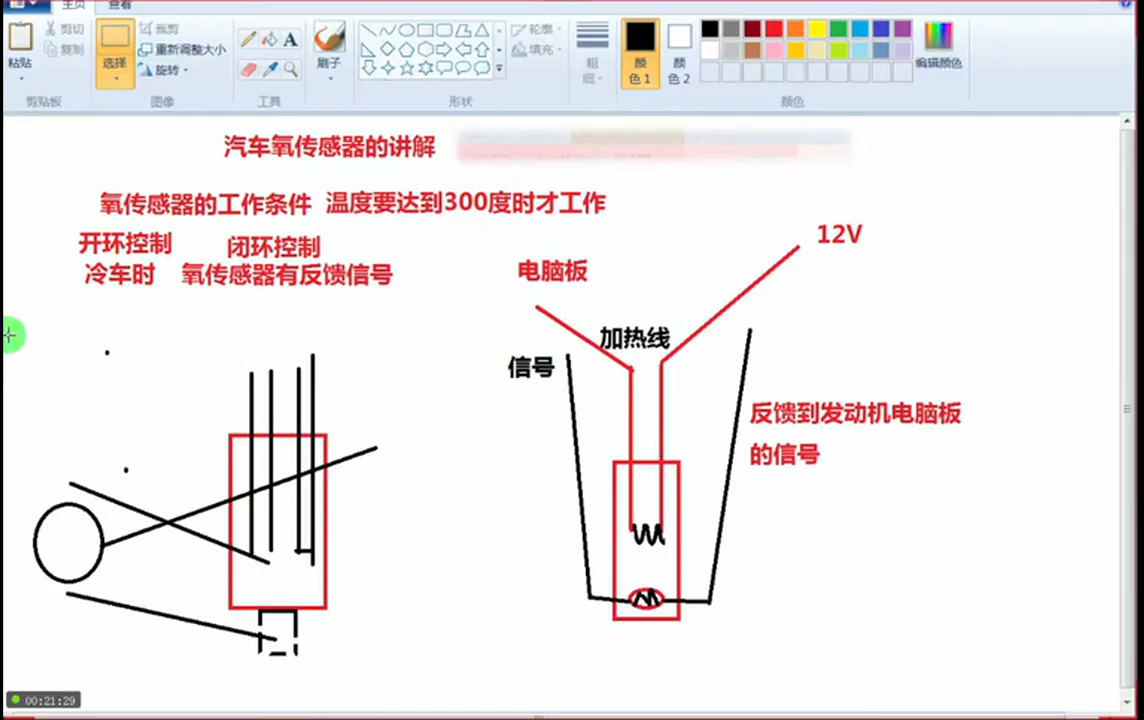 主页 查看
粘贴
剪切
复制
剪贴板
选择
裁剪
重新调整大小
旋转
图像
A
工具
刷子
形状
轮廓
填充
粗细
颜色1
颜色2
编辑颜色
颜色
汽车氧传感器的讲解
氧传感器的工作条件 温度要达到300度时才工作
开环控制 闭环控制
冷车时 氧传感器有反馈信号
12V
电脑板
加热线
信号
反馈到发动机电脑板
的信号
00:21:29